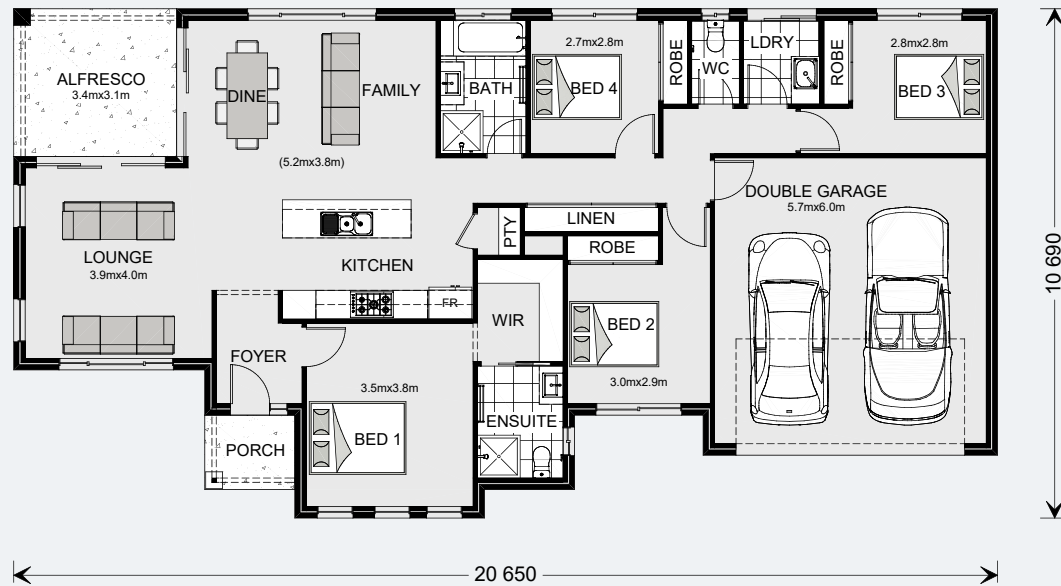 ALFRESCO
3.4mx3.1m
DINE
FAMILY
(5.2mx3.8m)
BATH
2.7mx2.8m
BED 4
ROBE
WC
LDRY
ROBE
2.8mx2.8m
BED 3
DOUBLE GARAGE
5.7mx6.0m
LOUNGE
3.9mx4.0m
KITCHEN
PTY
LINEN
ROBE
FR
WIR
BED 2
3.0mx2.9m
FOYER
3.5mx3.8m
BED 1
ENSUITE
PORCH
10 690
20 650